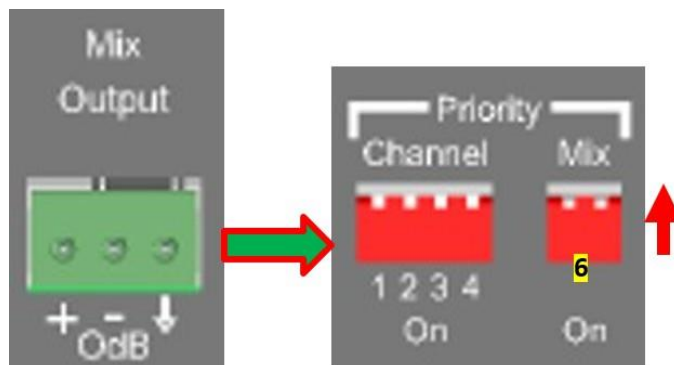 Mix
Output
+ -
0dB
Priority
Channel Mix
6
1 2 3 4
On On